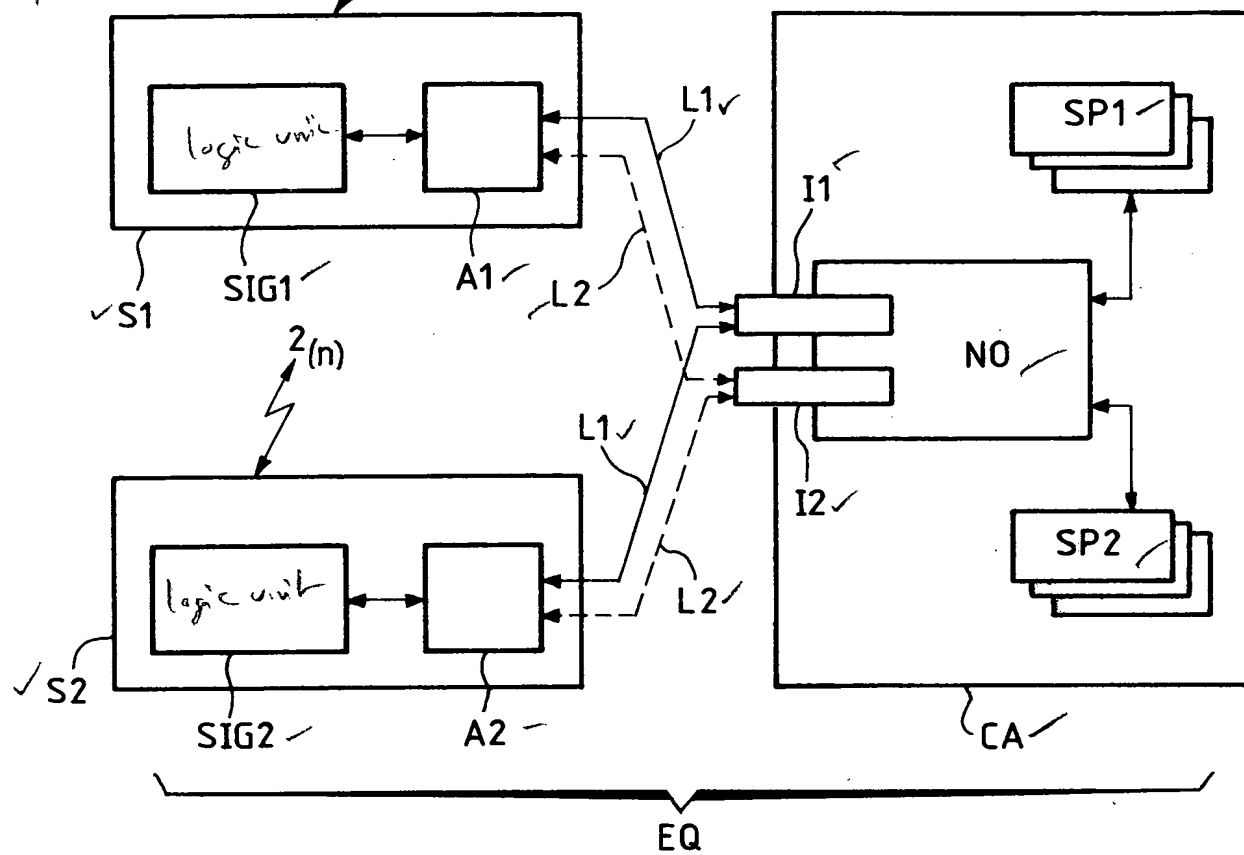 logic unit
L1
SP1
I1
SIG1
A1
L2
S1
2(n)
NO
L1
I2
logic unit
SP2
L2
S2
SIG2
A2
CA
EQ